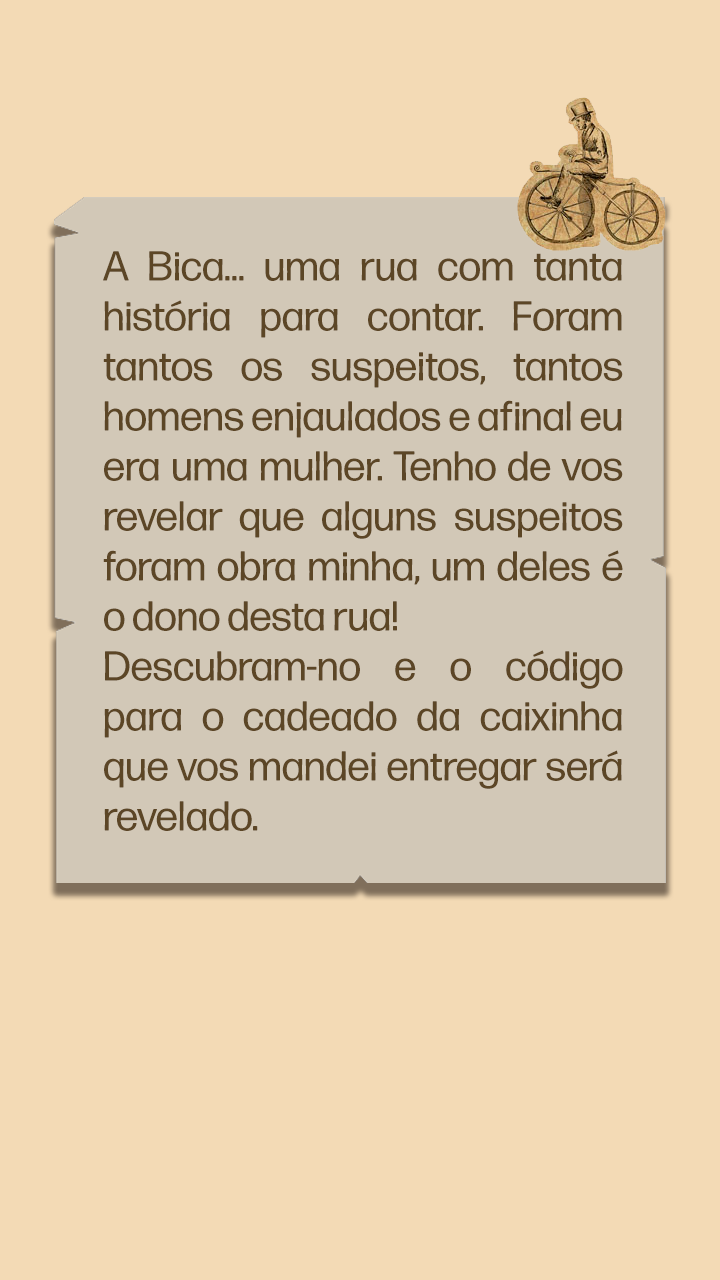 A Bica... uma rua com tanta
história para contar. Foram
tantos os suspeitos, tantos
homens enjaulados e afinal eu
era uma mulher. Tenho de vos
revelar que alguns suspeitos
foram obra minha, um deles é
o dono desta rua!
Descubram-no e o código
para o cadeado da caixinha
que vos mandei entregar será
revelado.